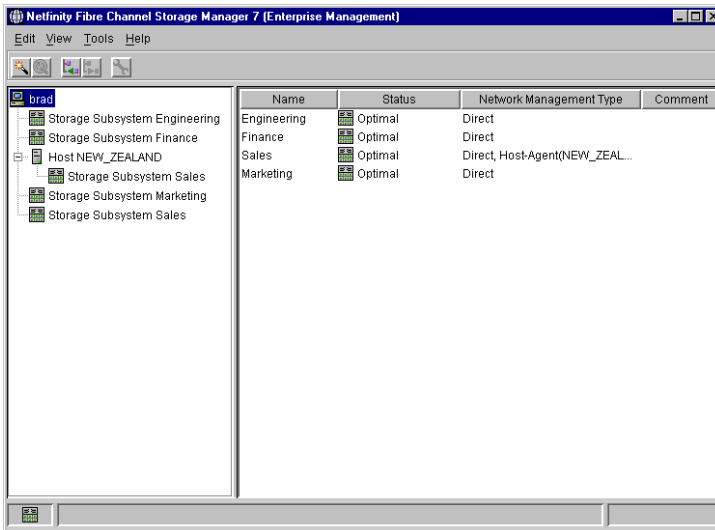 Netfinity Fibre Channel Storage Manager 7 (Enterprise Management)
Edit View Tools Help
brad
Storage Subsystem Engineering
Storage Subsystem Finance
Host NEW_ZEALAND
Storage Subsystem Sales
Storage Subsystem Marketing
Storage Subsystem Sales
Name Status Network Management Type Comment
Engineering Optimal Direct
Finance Optimal Direct
Sales Optimal Direct, Host-Agent(NEW_ZEAL...
Marketing Optimal Direct